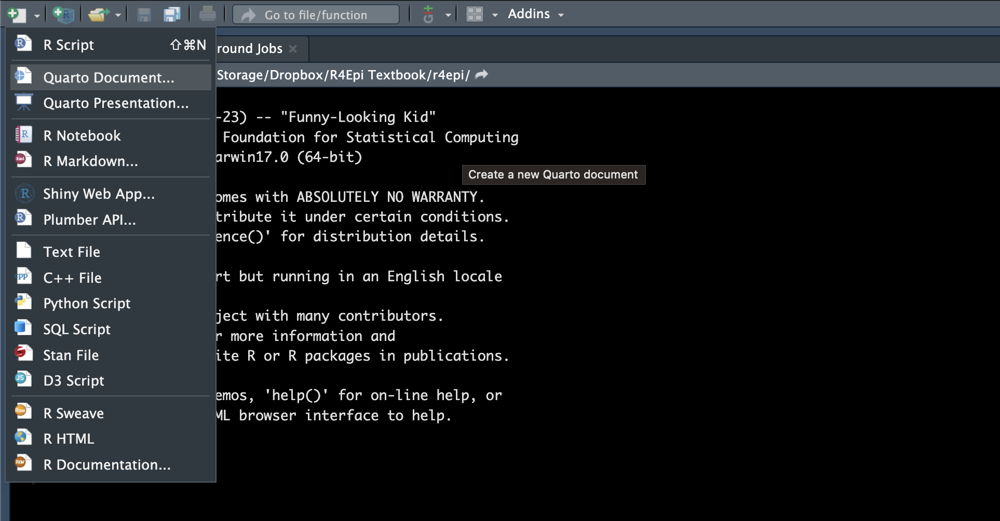 Go to file/function
Addins
R Script ⇧⌘N
Quarto Document...
Quarto Presentation...
R Notebook
R Markdown...
Shiny Web App...
Plumber API...
Text File
C++ File
Python Script
SQL Script
Stan File
D3 Script
R Sweave
R HTML
R Documentation...
round Jobs
Storage/Dropbox/R4Epi Textbook/r4epi/
-23) -- "Funny-Looking Kid"
Foundation for Statistical Computing
arwin17.0 (64-bit)
Create a new Quarto document
omes with ABSOLUTELY NO WARRANTY.
tribute it under certain conditions.
ence()' for distribution details.
rt but running in an English locale
ject with many contributors.
r more information and
ite R or R packages in publications.
emos, 'help()' for on-line help, or
ML browser interface to help.